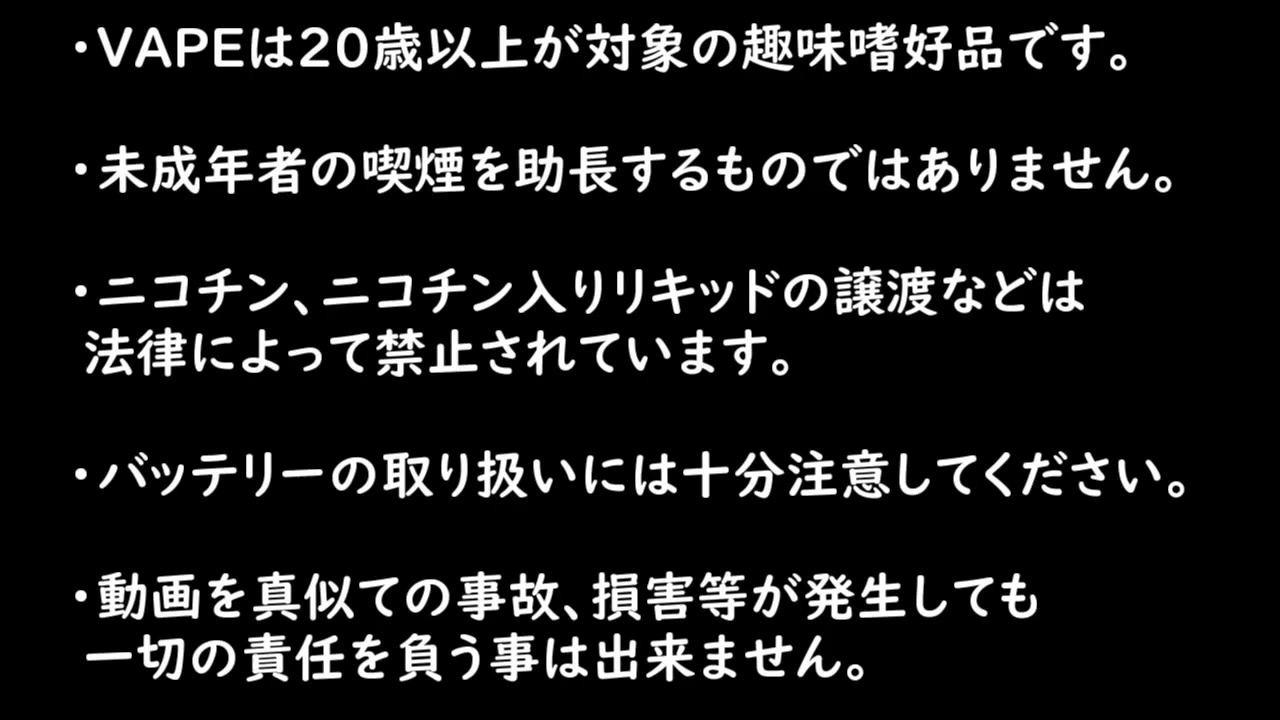 ・VAPEは20歳以上が対象の趣味嗜好品です。
・未成年者の喫煙を助長するものではありません。
・ニコチン、ニコチン入りリキッドの譲渡などは
法律によって禁止されています。
・バッテリーの取り扱いには十分注意してください。
・動画を真似ての事故、損害等が発生しても
一切の責任を負う事は出来ません。